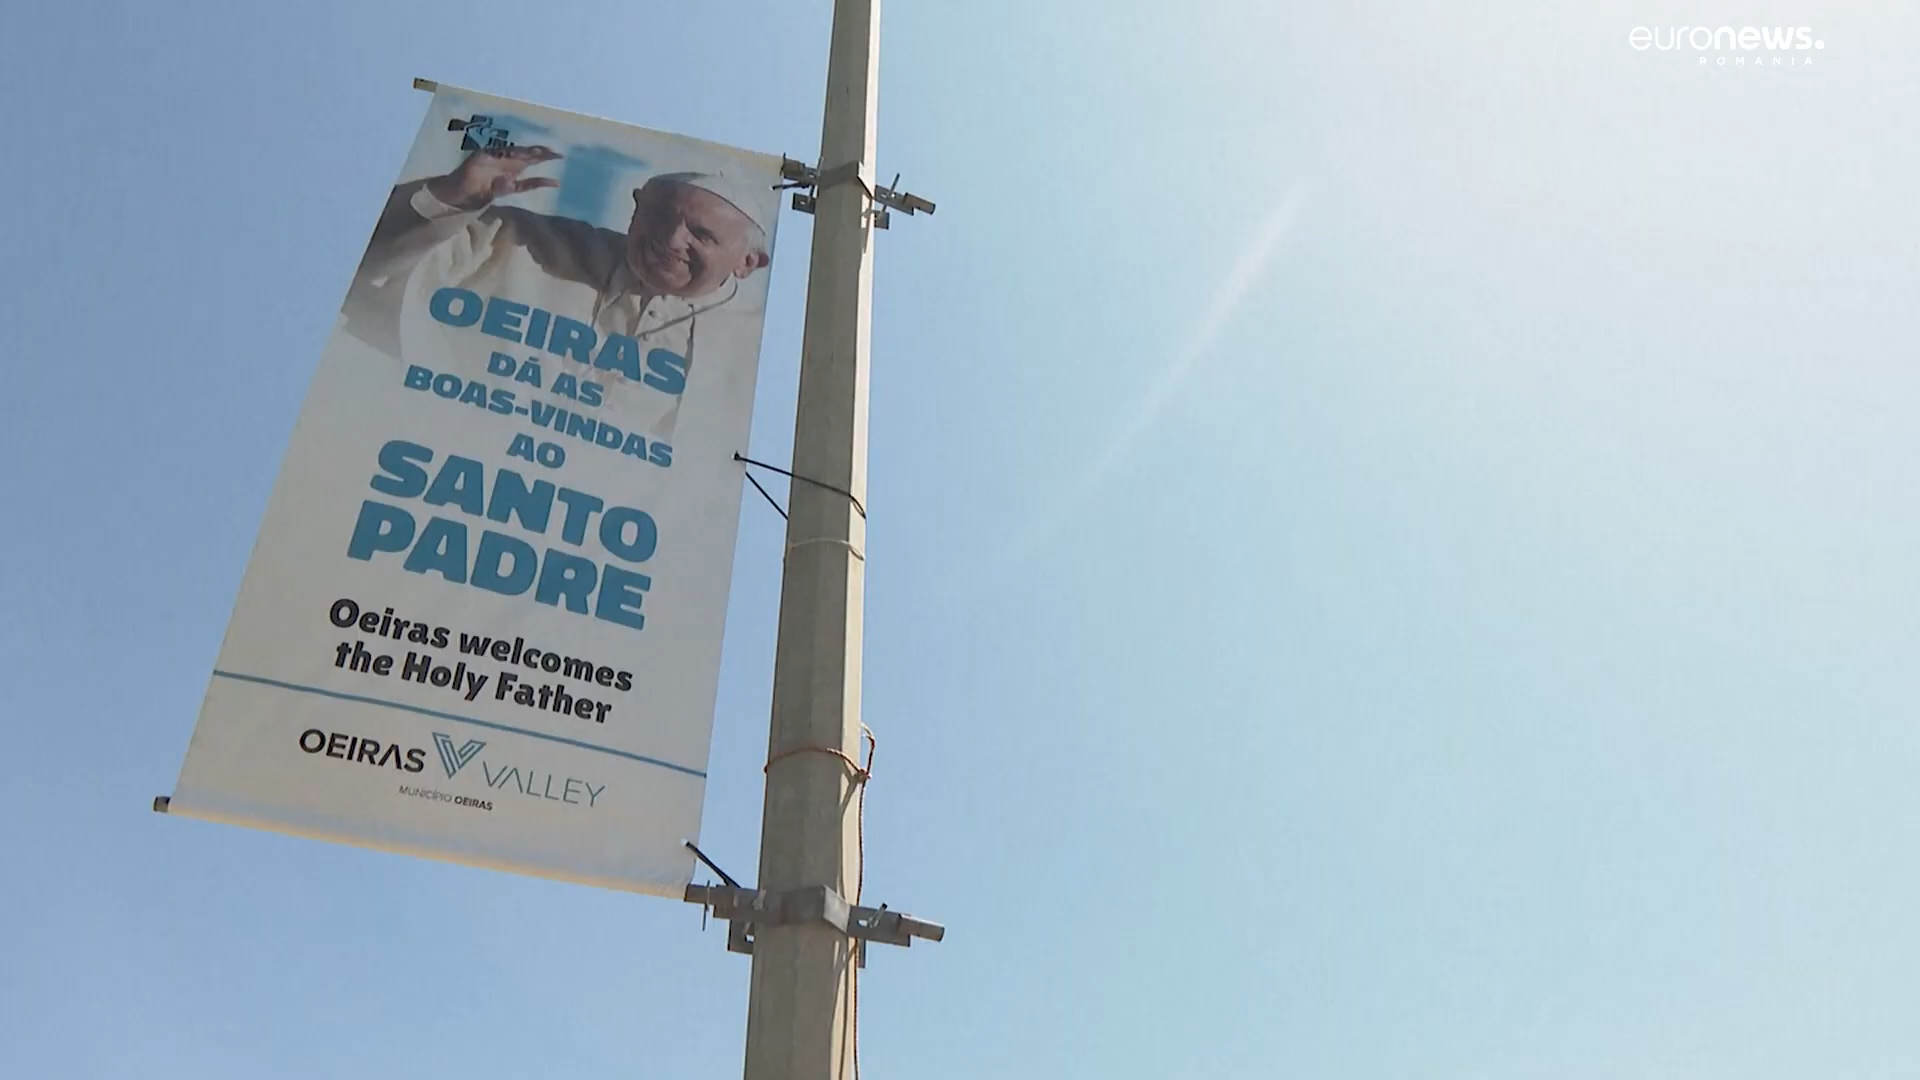 euronews.
ROMANIA
OEIRAS
DÁ AS
BOAS-VINDAS
AO
SANTO
PADRE
Oeiras welcomes
the Holy Father
OEIRAS VALLEY
MUNICÍPIO OEIRAS